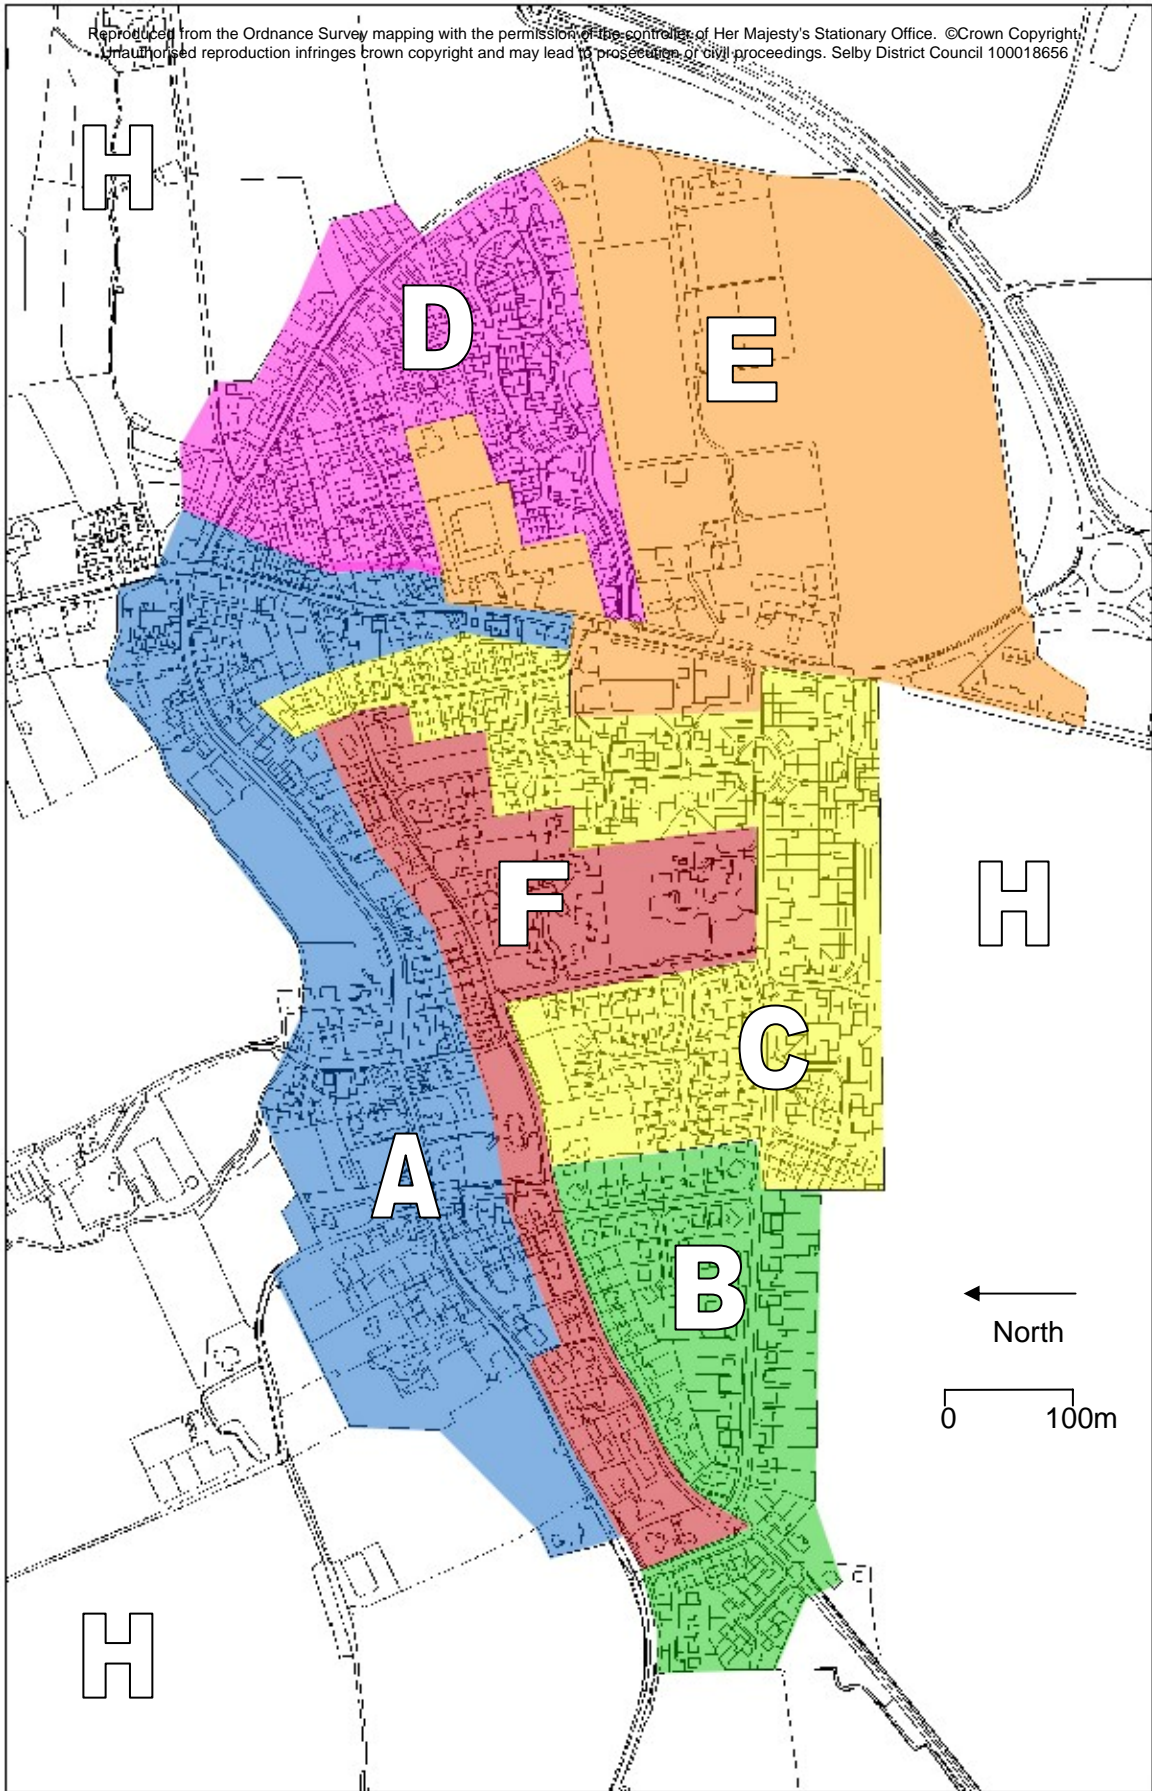 Reproduced from the Ordnance Survey mapping with the permission of the controller of Her Majesty's Stationary Office. ©Crown Copyright.
Unauthorised reproduction infringes crown copyright and may lead to prosecution or civil proceedings. Selby District Council 100018656
H
D
E
F
H
C
A
B
North
0 100m
H